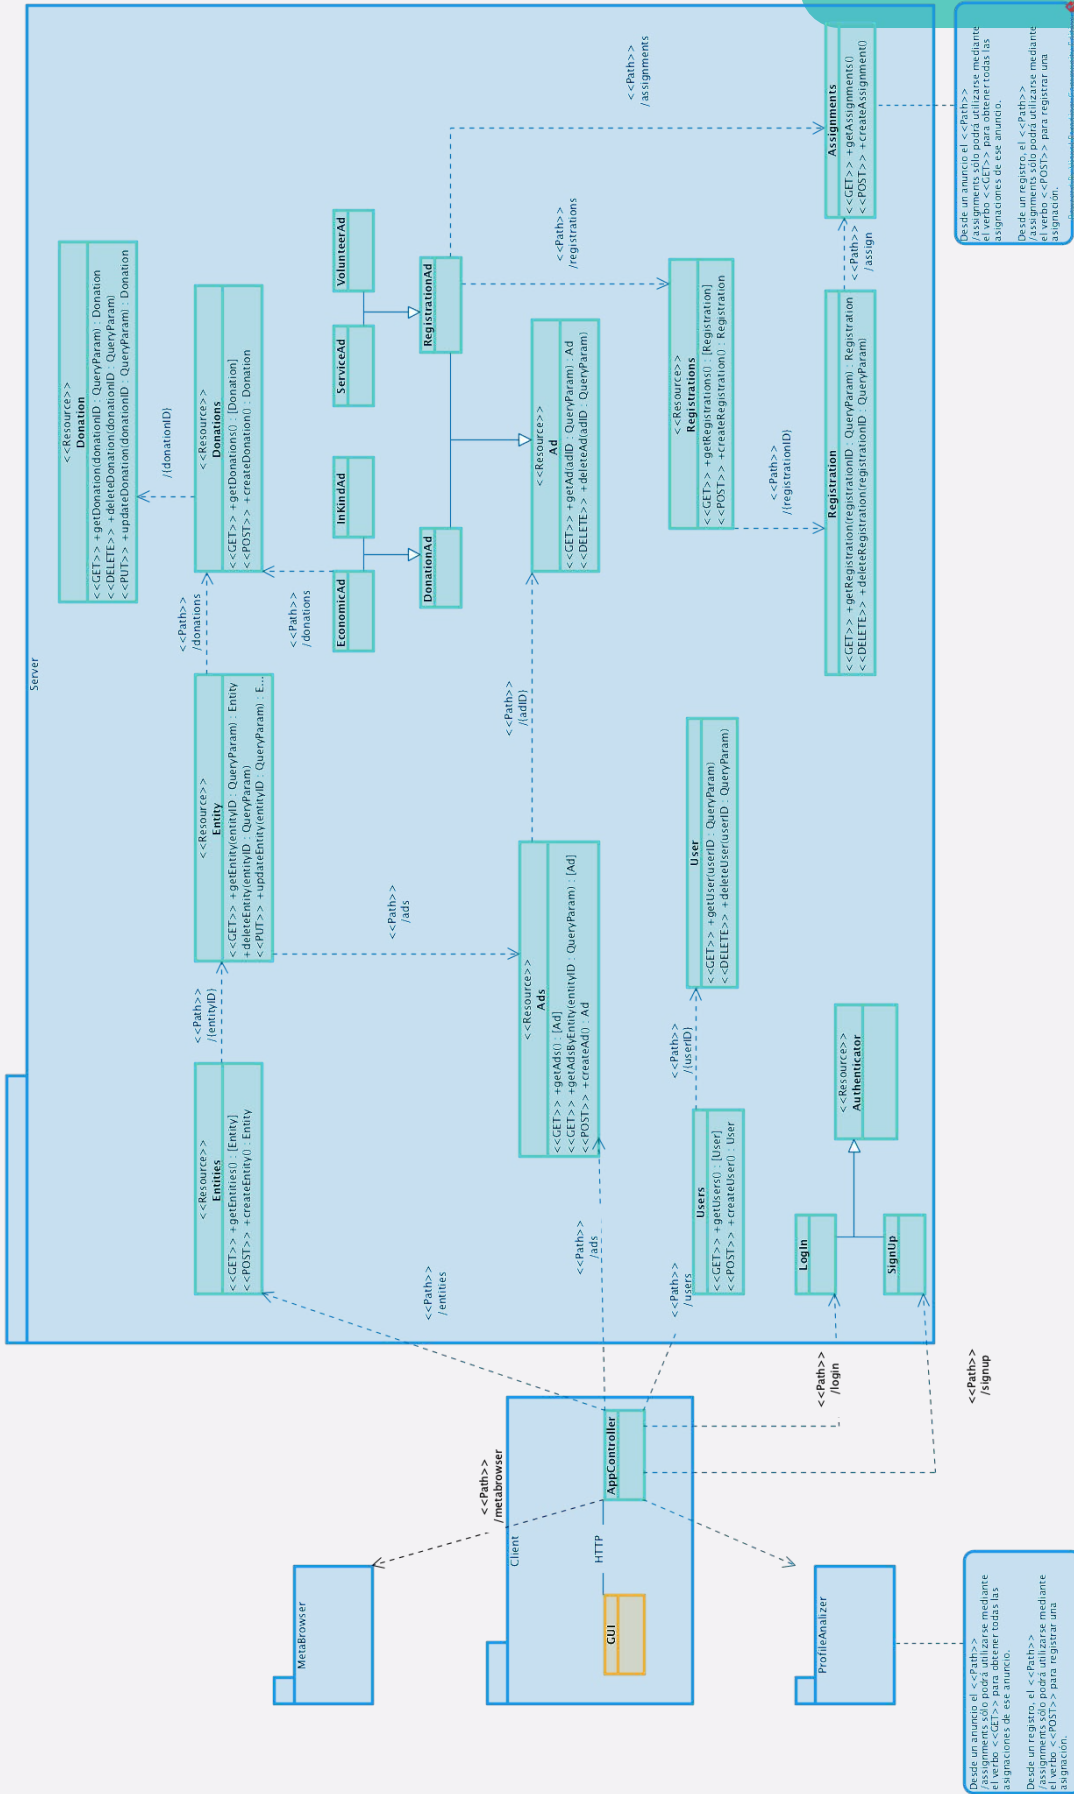 Server
<<Resource>>
Donation
<<GET>> +getDonation(donationID : QueryParam) : Donation
<<DELETE>> +deleteDonation(donationID : QueryParam)
<<PUT>> +updateDonation(donationID : QueryParam) : Donation
/{donationID}
<<Resource>>
Donations
<<GET>> +getDonations() : [Donation]
<<POST>> +createDonation() : Donation
<<Path>>
/donations
<<Path>>
/donations
<<Resource>>
Entity
<<GET>> +getEntity(entityID : QueryParam) : Entity
+deleteEntity(entityID : QueryParam)
<<PUT>> +updateEntity(entityID : QueryParam) : E...
<<Path>>
/{entityID}
<<Resource>>
Entities
<<GET>> +getEntities() : [Entity]
<<POST>> +createEntity() : Entity
<<Path>>
/entities
EconomicAd
InKindAd
ServiceAd
VolunteerAd
DonationAd
RegistrationAd
<<Path>>
/assignments
<<Path>>
/registrations
<<Path>>
/ads
<<Path>>
/{adID}
<<Resource>>
Ad
<<GET>> +getAd(adID : QueryParam) : Ad
<<DELETE>> +deleteAd(adID : QueryParam)
<<Resource>>
Ads
<<GET>> +getAds() : [Ad]
<<GET>> +getAdsByEntity(entityID : QueryParam) : [Ad]
<<POST>> +createAd() : Ad
<<Path>>
/ads
<<Resource>>
Registrations
<<GET>> +getRegistrations() : [Registration]
<<POST>> +createRegistration() : Registration
<<Path>>
/{registrationID}
Registration
<<GET>> +getRegistration(registrationID : QueryParam) : Registration
<<DELETE>> +deleteRegistration(registrationID : QueryParam)
<<Path>>
/assign
Assignments
<<GET>> +getAssignments()
<<POST>> +createAssignment()
User
<<GET>> +getUser(userID : QueryParam)
<<DELETE>> +deleteUser(userID : QueryParam)
<<Path>>
/{userID}
Users
<<GET>> +getUsers() : [User]
<<POST>> +createUser() : User
<<Path>>
/users
<<Resource>>
Authenticator
LogIn
SignUp
<<Path>>
/login
<<Path>>
/signup
<<Path>>
/metabrowser
MetaBrowser
Client
AppController
HTTP
GUI
ProfileAnalizer
Desde un anuncio el <<Path>>
/assignments sólo podrá utilizarse mediante
el verbo <<GET>> para obtener todas las
asignaciones de ese anuncio.
Desde un registro, el <<Path>>
/assignments sólo podrá utilizarse mediante
el verbo <<POST>> para registrar una
asignación.
Desde un anuncio el <<Path>>
/assignments sólo podrá utilizarse mediante
el verbo <<GET>> para obtener todas las
asignaciones de ese anuncio.
Desde un registro, el <<Path>>
/assignments sólo podrá utilizarse mediante
el verbo <<POST>> para registrar una
asignación.